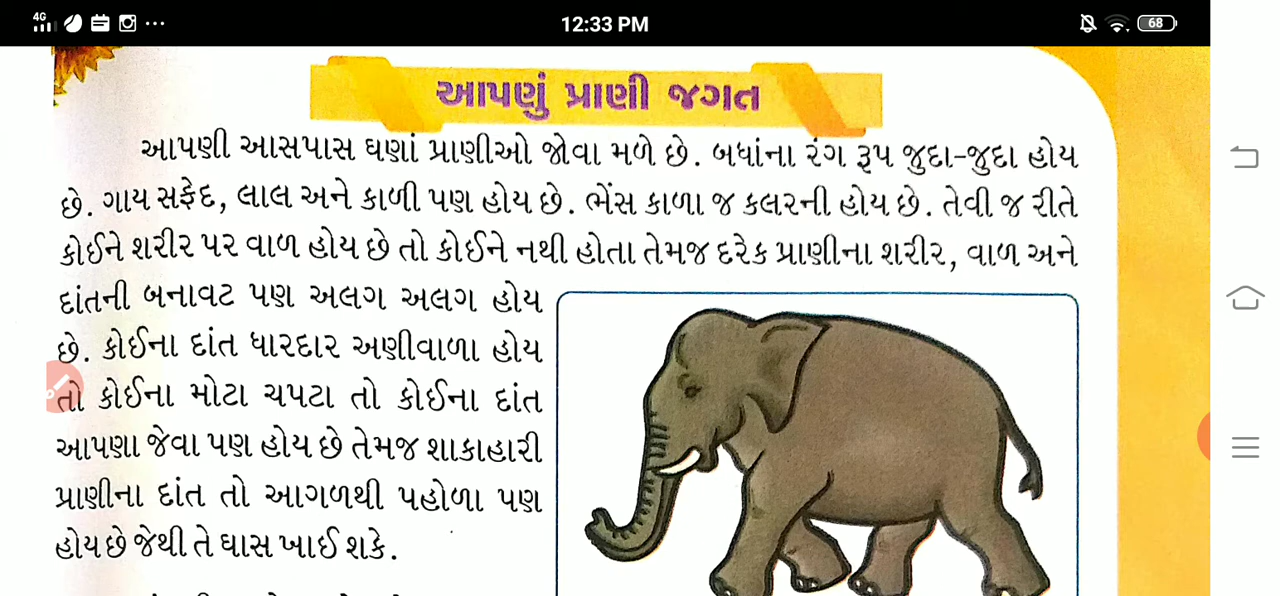 4G
12:33 PM
68
આપણું પ્રાણી જગત
આપણી આસપાસ ઘણાં પ્રાણીઓ જોવા મળે છે. બધાંના રંગ રૂપ જુદા-જુદા હોય
છે. ગાય સફેદ, લાલ અને કાળી પણ હોય છે. ભેંસ કાળા જ કલરની હોય છે. તેવી જ રીતે
કોઈને શરીર પર વાળ હોય છે તો કોઈને નથી હોતા તેમજ દરેક પ્રાણીના શરીર, વાળ અને
દાંતની બનાવટ પણ અલગ અલગ હોય
છે. કોઈના દાંત ધારદાર અણીવાળા હોય
તો કોઈના મોટા ચપટા તો કોઈના દાંત
આપણા જેવા પણ હોય છે તેમજ શાકાહારી
પ્રાણીના દાંત તો આગળથી પહોળા પણ
હોય છે જેથી તે ઘાસ ખાઈ શકે.